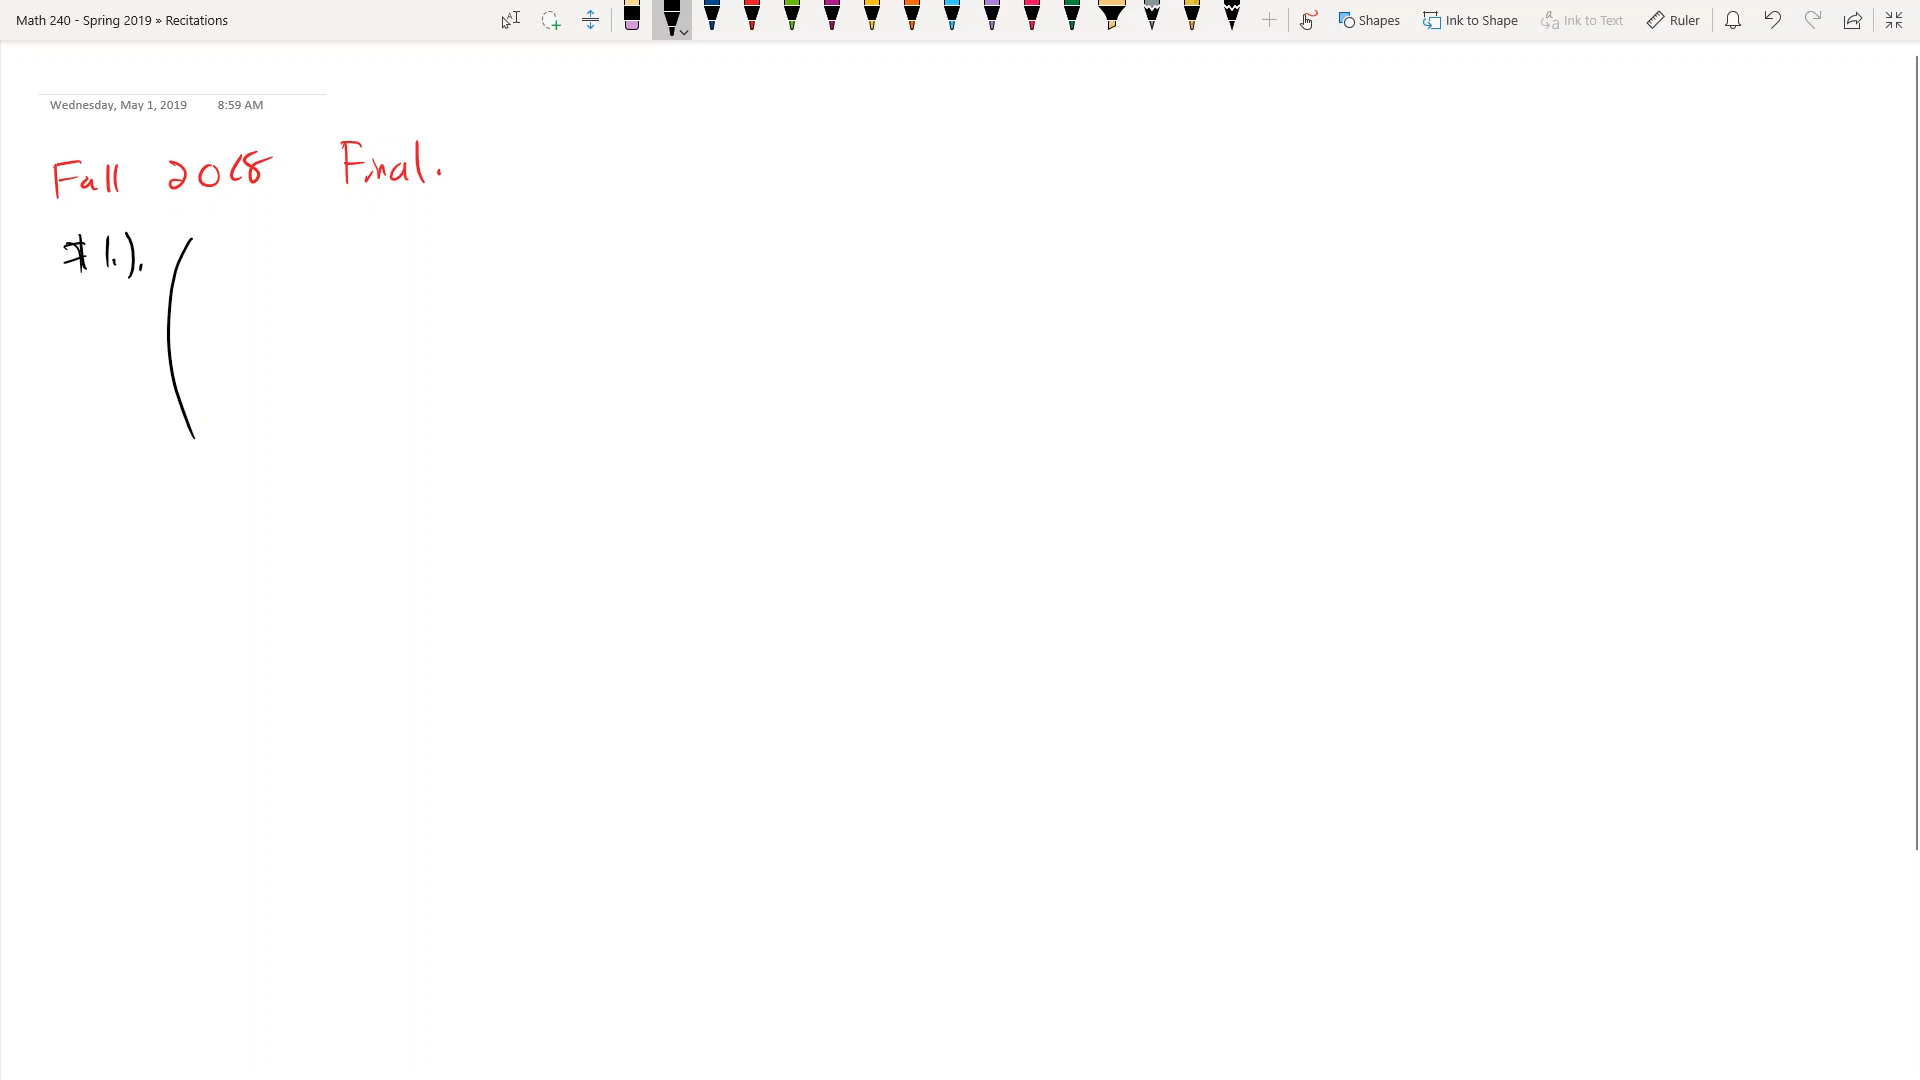 Math 240 - Spring 2019 » Recitations Shapes Ink to Shape Ink to Text Ruler
Wednesday, May 1, 2019 8:59 AM
Fall 2018 Final.
# 1.). (